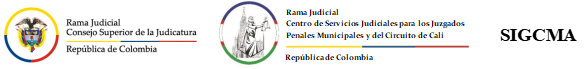 Rama Judicial
Consejo Superior de la Judicatura
República de Colombia
Rama Judicial
Centro de Servicios Judiciales para los Juzgados
Penales Municipales y del Circuito de Cali
República de Colombia
SIGCMA